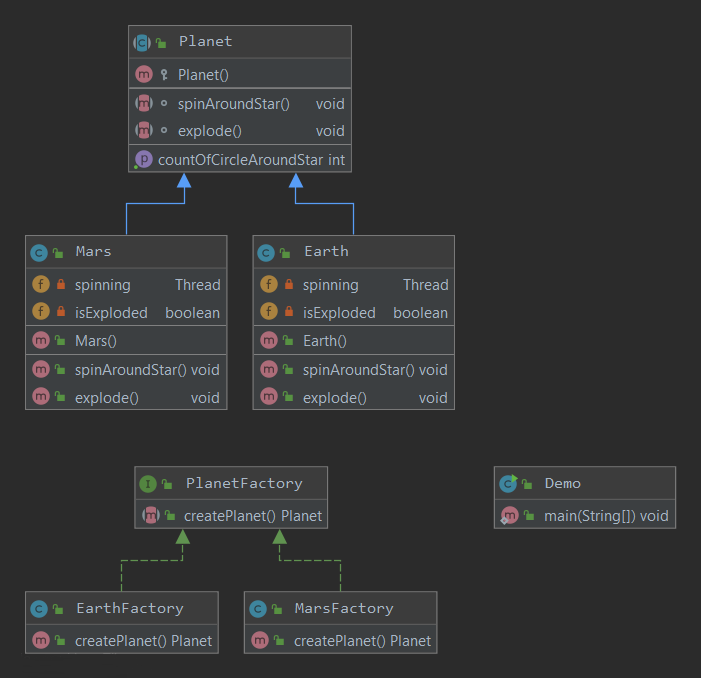 Planet
Planet()
spinAroundStar() void
explode() void
countOfCircleAroundStar int
Mars
spinning Thread
isExploded boolean
Mars()
spinAroundStar() void
explode() void
Earth
spinning Thread
isExploded boolean
Earth()
spinAroundStar() void
explode() void
PlanetFactory
createPlanet() Planet
Demo
main(String[]) void
EarthFactory
createPlanet() Planet
MarsFactory
createPlanet() Planet